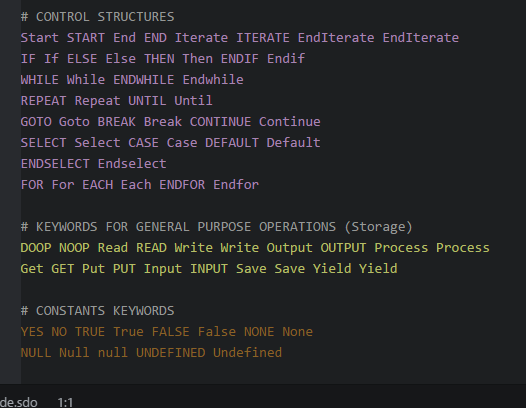 # CONTROL STRUCTURES
Start START End END Iterate ITERATE EndIterate EndIterate
IF If ELSE Else THEN Then ENDIF Endif
WHILE While ENDWHILE Endwhile
REPEAT Repeat UNTIL Until
GOTO Goto BREAK Break CONTINUE Continue
SELECT Select CASE Case DEFAULT Default
ENDSELECT Endselect
FOR For EACH Each ENDFOR Endfor
# KEYWORDS FOR GENERAL PURPOSE OPERATIONS (Storage)
DOOP NOOP Read READ Write Write Output OUTPUT Process Process
Get GET Put PUT Input INPUT Save Save Yield Yield
# CONSTANTS KEYWORDS
YES NO TRUE True FALSE False NONE None
NULL Null null UNDEFINED Undefined
de.sdo 1:1